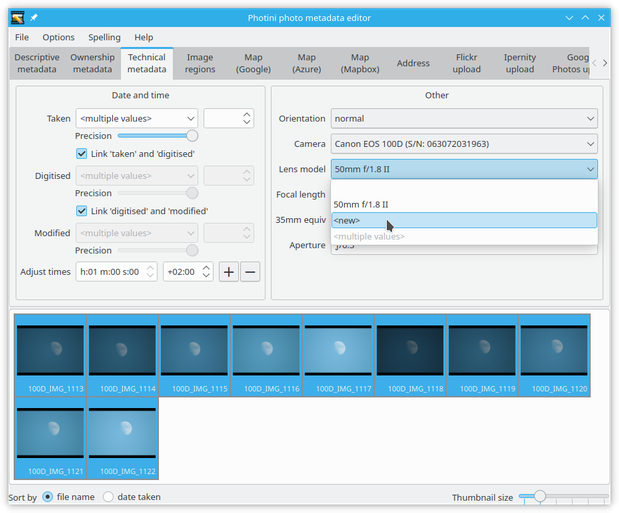 Photini photo metadata editor
File Options Spelling Help
Descriptive metadata
Ownership metadata
Technical metadata
Image regions
Map (Google)
Map (Azure)
Map (Mapbox)
Address
Flickr upload
Ipernity upload
Goog
Photos up
Date and time
Taken <multiple values>
Precision
Link 'taken' and 'digitised'
Digitised <multiple values>
Precision
Link 'digitised' and 'modified'
Modified <multiple values>
Precision
Adjust times h:01 m:00 s:00 +02:00 + −
Other
Orientation normal
Camera Canon EOS 100D (S/N: 063072031963)
Lens model 50mm f/1.8 II
Focal length
50mm f/1.8 II
35mm equiv <new>
<multiple values>
Aperture
100D_IMG_1113 100D_IMG_1114 100D_IMG_1115 100D_IMG_1116 100D_IMG_1117 100D_IMG_1118 100D_IMG_1119 100D_IMG_1120
100D_IMG_1121 100D_IMG_1122
Sort by file name date taken Thumbnail size